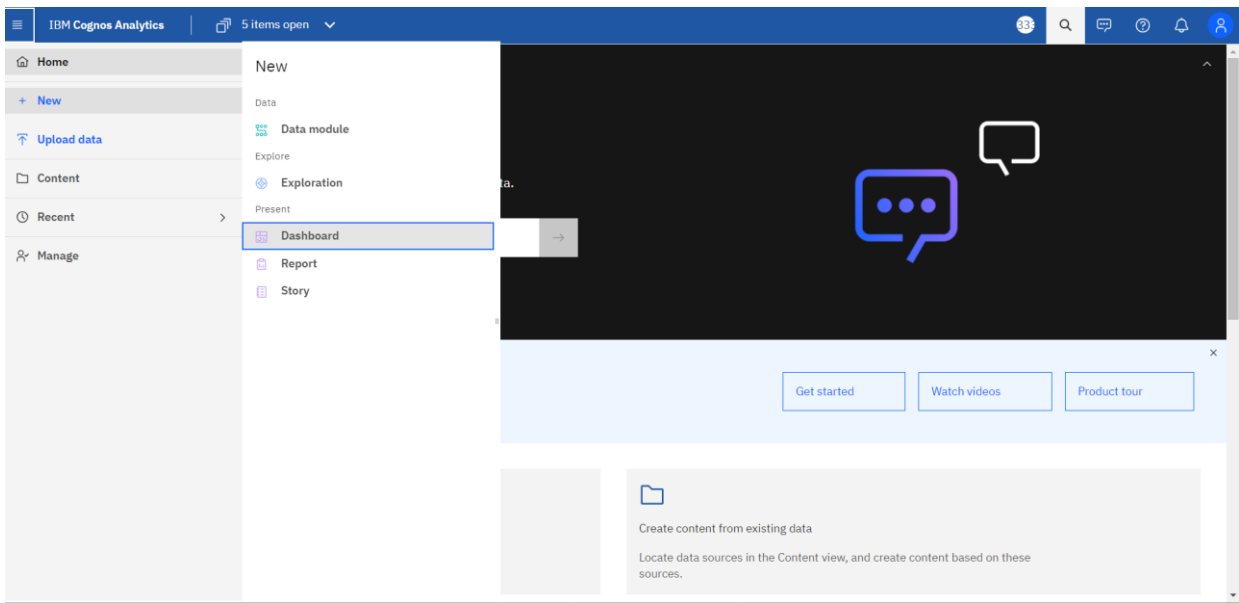 IBM Cognos Analytics
5 items open
Home
New
Upload data
Content
Recent
Manage
New
Data
Data module
Explore
Exploration
Present
Dashboard
Report
Story
ta.
Get started
Watch videos
Product tour
Create content from existing data
Locate data sources in the Content view, and create content based on these
sources.